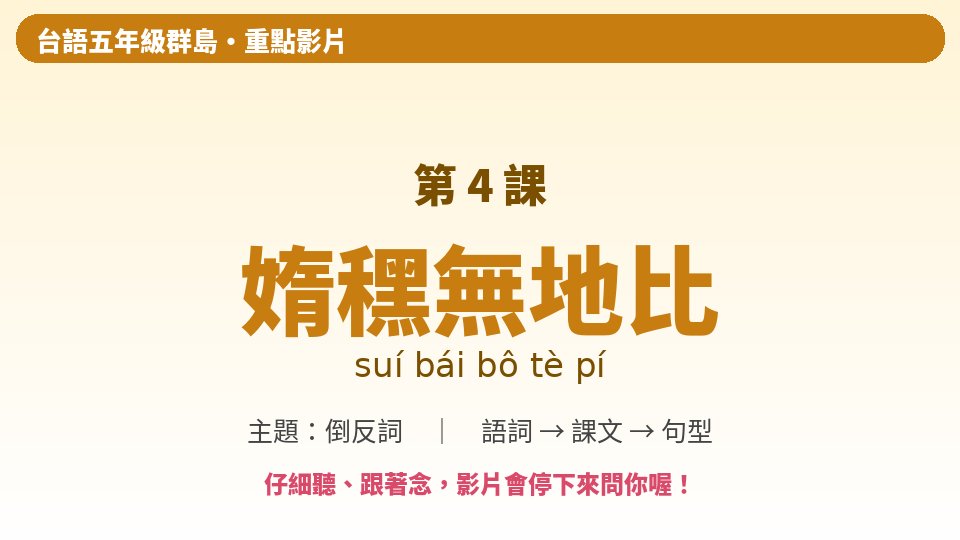 台語五年級群島·重點影片
第 4 課
媠穤無地比
suí bái bô tè pí
主題：倒反詞 ｜ 語詞 → 課文 → 句型
仔細聽、跟著念，影片會停下來問你喔！